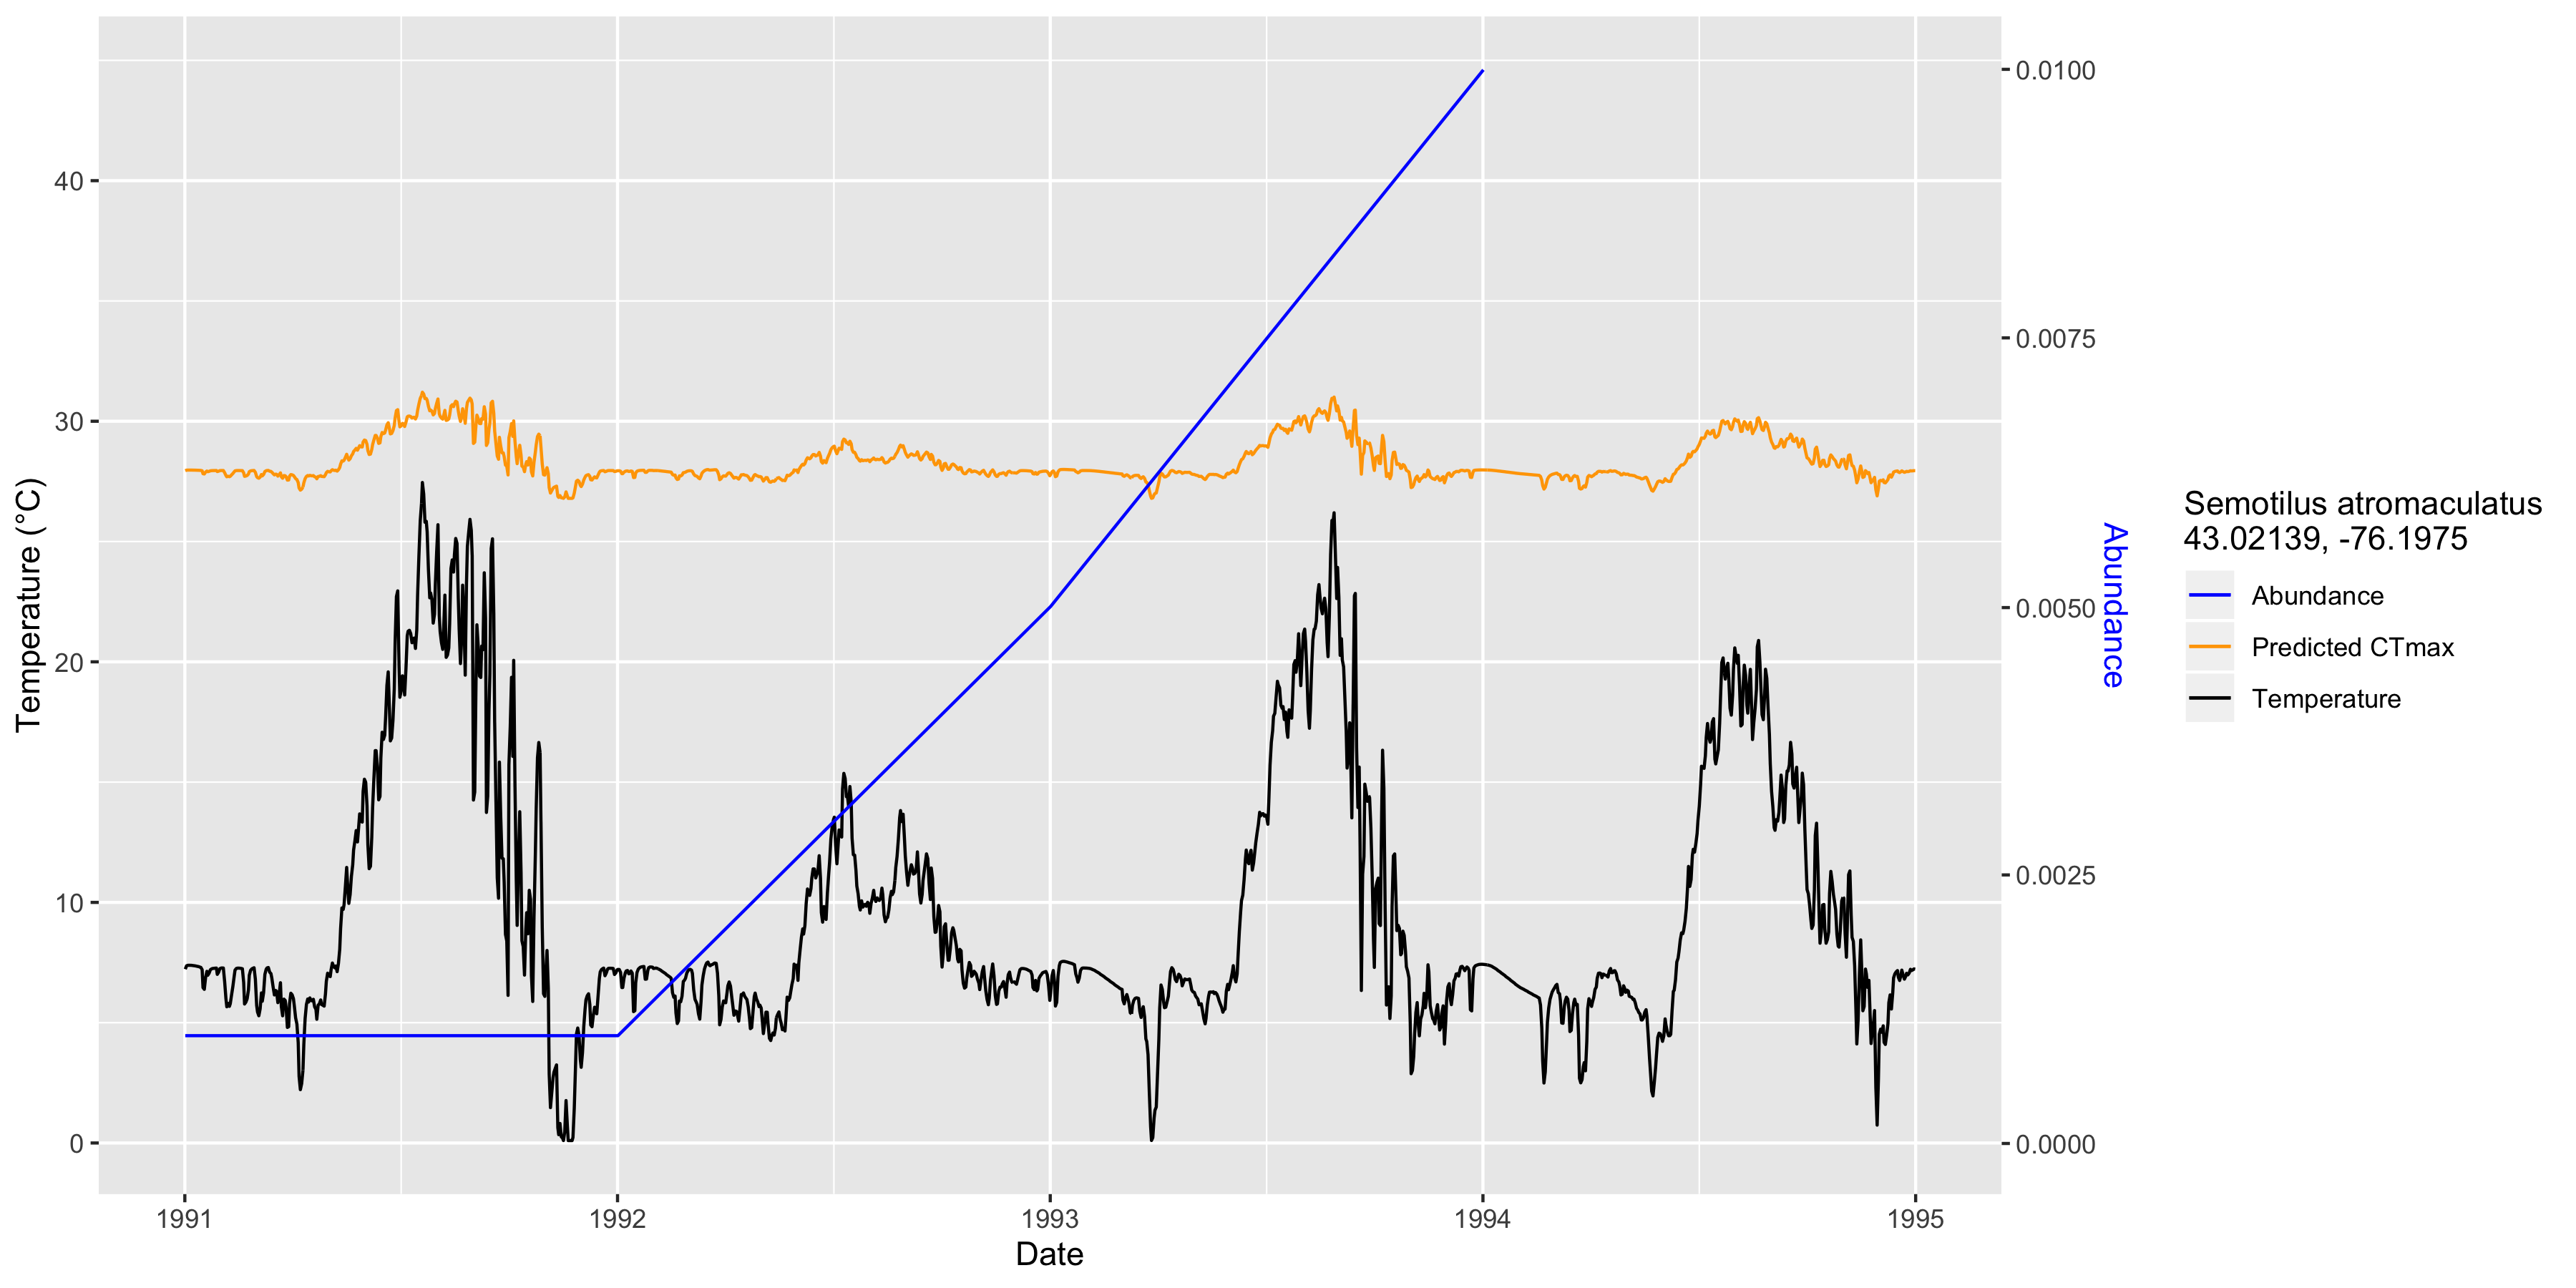 40
30
20
10
0
Temperature (°C)
1991
1992
1993
1994
1995
Date
0.0100
0.0075
0.0050
0.0025
0.0000
Abundance
Semotilus atromaculatus
43.02139, -76.1975
Abundance
Predicted CTmax
Temperature